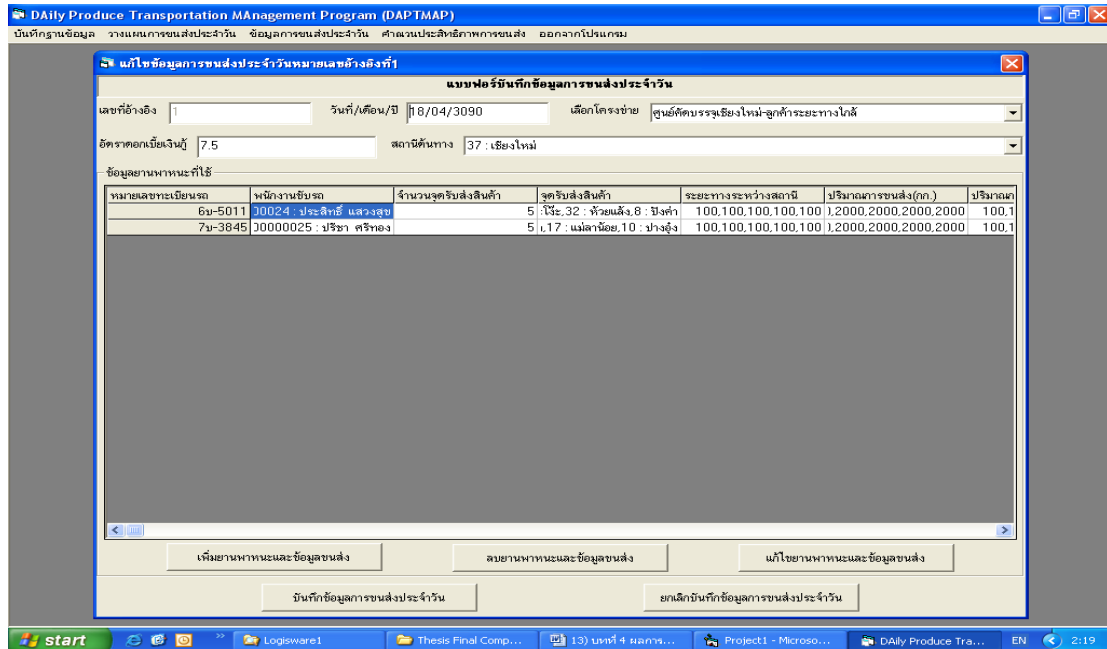 DAily Produce Transportation MAnagement Program (DAPTMAP)
บันทึกฐานข้อมูล วางแผนการขนส่งประจำวัน ข้อมูลการขนส่งประจำวัน คำนวนประสิทธิภาพการขนส่ง ออกจากโปรแกรม
แก้ไขข้อมูลการขนส่งประจำวันหมายเลขอ้างอิงที่1
แบบฟอร์มบันทึกข้อมูลการขนส่งประจำวัน
เลขที่อ้างอิง 1 วันที่/เดือน/ปี 18/04/3090 เลือกโครงข่าย ศูนย์คัดบรรจุเชียงใหม่-ลูกค้าระยะทางใกล้
อัตราดอกเบี้ยเงินกู้ 7.5 สถานีต้นทาง 37 : เชียงใหม่
ข้อมูลยานพาหนะที่ใช้
หมายเลขทะเบียนรถ พนักงานขับรถ จำนวนจุดรับส่งสินค้า จุดรับส่งสินค้า ระยะทางระหว่างสถานี ปริมาณการขนส่ง(กก.) ปริมาณก
6บ-5011 00024 : ประสิทธิ์ แสวงสุข 5 :โป๊ะ,32 : ห้วยแล้ง,8 : ปังค่า 100,100,100,100,100 ),2000,2000,2000,2000 100,1
7บ-3845 0000025 : ปรีชา ศรีทอง 5 ,17 : แม่ลาน้อย,10 : ปางอุ๋ง 100,100,100,100,100 ),2000,2000,2000,2000 100,1
เพิ่มยานพาหนะและข้อมูลขนส่ง ลบยานพาหนะและข้อมูลขนส่ง แก้ไขยานพาหนะและข้อมูลขนส่ง
บันทึกข้อมูลการขนส่งประจำวัน ยกเลิกบันทึกข้อมูลการขนส่งประจำวัน
start Logisware1 Thesis Final Comp... 13) บทที่ 4 ผลการ... Project1 - Microso... DAily Produce Tra... EN 2:19